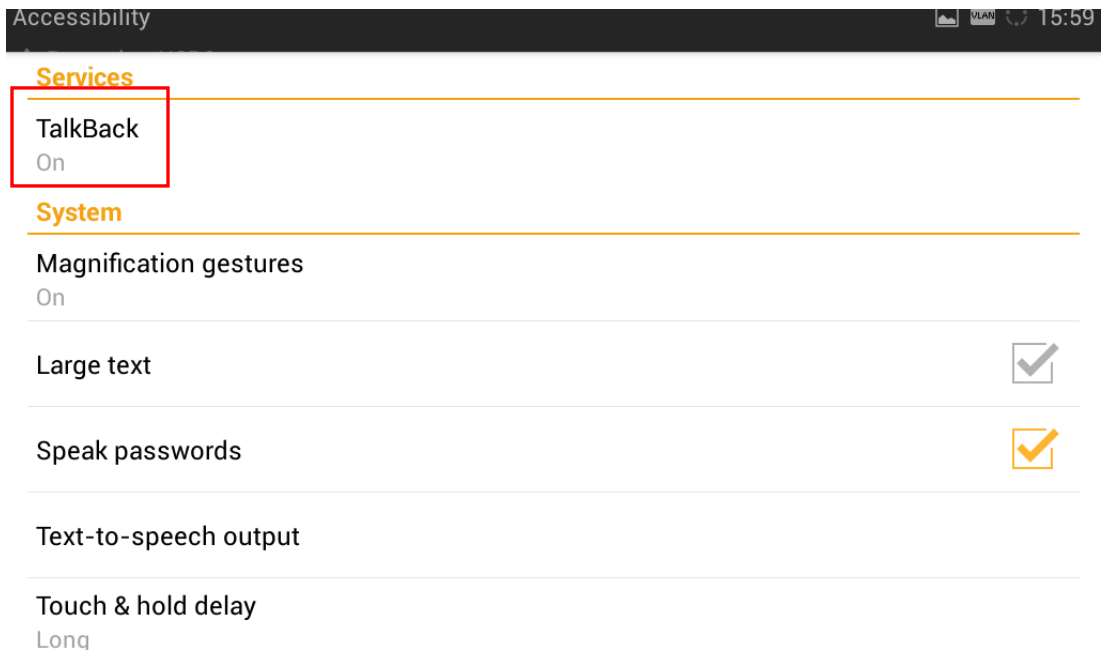 Accessibility
VLAN 15:59
Services
TalkBack
On
System
Magnification gestures
On
Large text
Speak passwords
Text-to-speech output
Touch & hold delay
Long